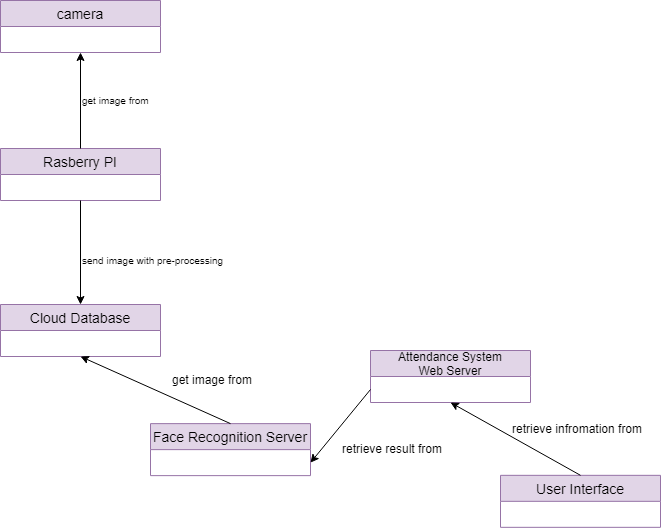 camera
get image from
Rasberry PI
send image with pre-processing
Cloud Database
get image from
Attendance System
Web Server
Face Recognition Server
retrieve result from
retrieve infromation from
User Interface